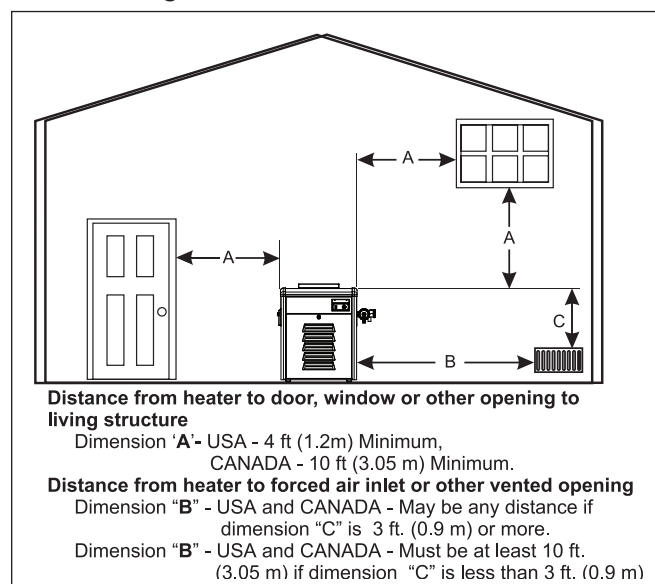 A
A
A
C
B
Distance from heater to door, window or other opening to
living structure
Dimension ‘A’- USA - 4 ft (1.2m) Minimum,
CANADA - 10 ft (3.05 m) Minimum.
Distance from heater to forced air inlet or other vented opening
Dimension “B” - USA and CANADA - May be any distance if
dimension “C” is 3 ft. (0.9 m) or more.
Dimension “B” - USA and CANADA - Must be at least 10 ft.
(3.05 m) if dimension “C” is less than 3 ft. (0.9 m)